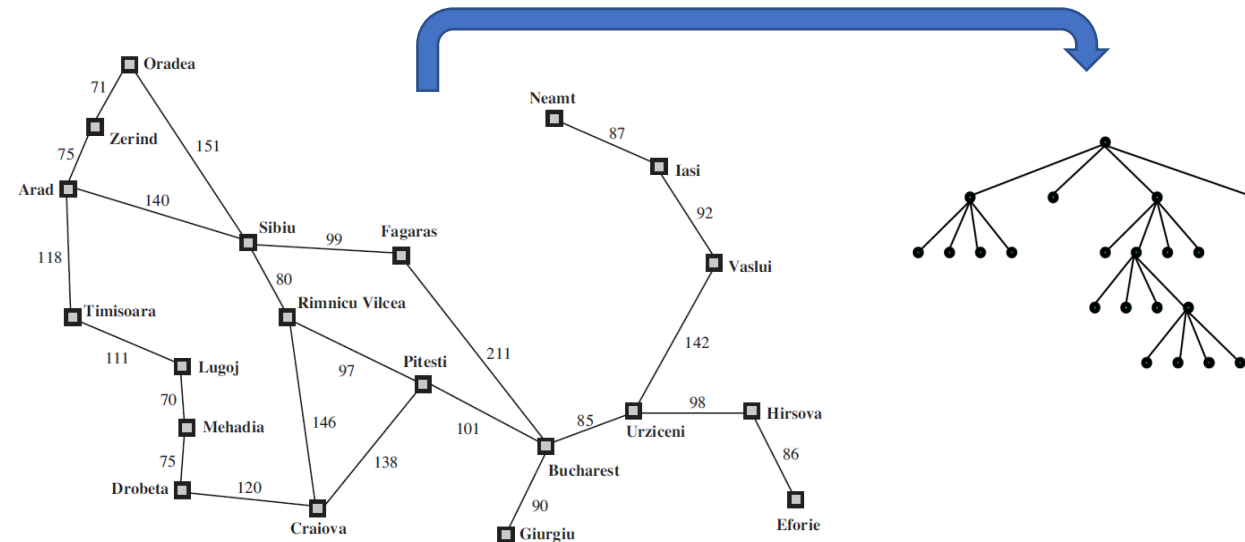 Oradea
71
Neamt
Zerind
87
151
75
Iasi
Arad
140
92
Sibiu
Fagaras
99
118
Vaslui
80
Timisoara
Rimnicu Vilcea
142
111
Lugoj
Pitesti
211
97
70
98
Hirsova
146
101
85
Urziceni
Mehadia
138
86
75
Bucharest
Drobeta
120
90
Craiova
Giurgiu
Eforie